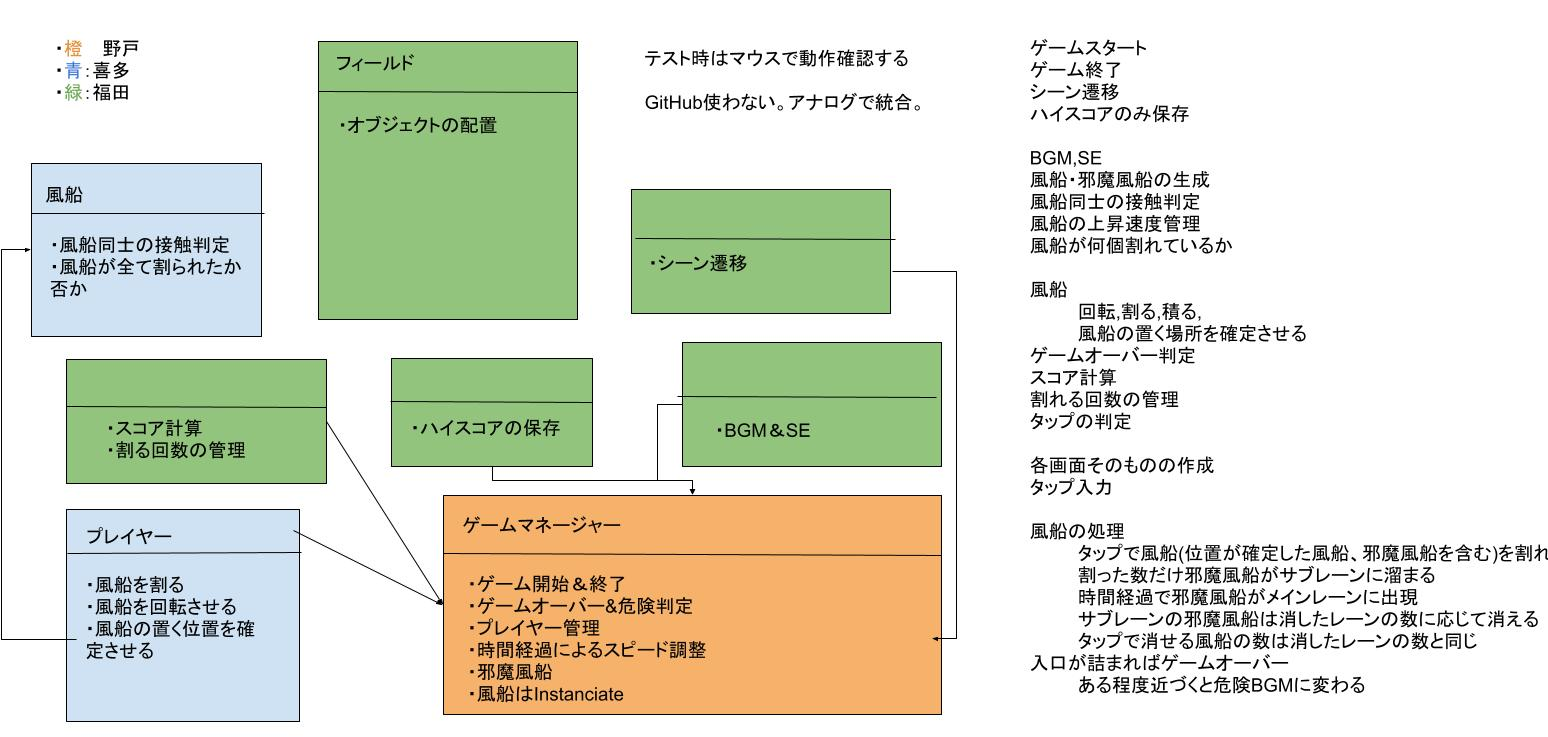 ・橙　野戸
・青：喜多
・緑：福田
フィールド
・オブジェクトの配置
テスト時はマウスで動作確認する
GitHub使わない。アナログで統合。
風船
・風船同士の接触判定
・風船が全て割られたか
否か
・シーン遷移
・スコア計算
・割る回数の管理
・ハイスコアの保存
・BGM＆SE
プレイヤー
・風船を割る
・風船を回転させる
・風船の置く位置を確
定させる
ゲームマネージャー
・ゲーム開始＆終了
・ゲームオーバー&危険判定
・プレイヤー管理
・時間経過によるスピード調整
・邪魔風船
・風船はInstanciate
ゲームスタート
ゲーム終了
シーン遷移
ハイスコアのみ保存
BGM,SE
風船・邪魔風船の生成
風船同士の接触判定
風船の上昇速度管理
風船が何個割れているか
風船
回転,割る,積る,
風船の置く場所を確定させる
ゲームオーバー判定
スコア計算
割れる回数の管理
タップの判定
各画面そのものの作成
タップ入力
風船の処理
タップで風船(位置が確定した風船、邪魔風船を含む)を割れ
割った数だけ邪魔風船がサブレーンに溜まる
時間経過で邪魔風船がメインレーンに出現
サブレーンの邪魔風船は消したレーンの数に応じて消える
タップで消せる風船の数は消したレーンの数と同じ
入口が詰まればゲームオーバー
ある程度近づくと危険BGMに変わる